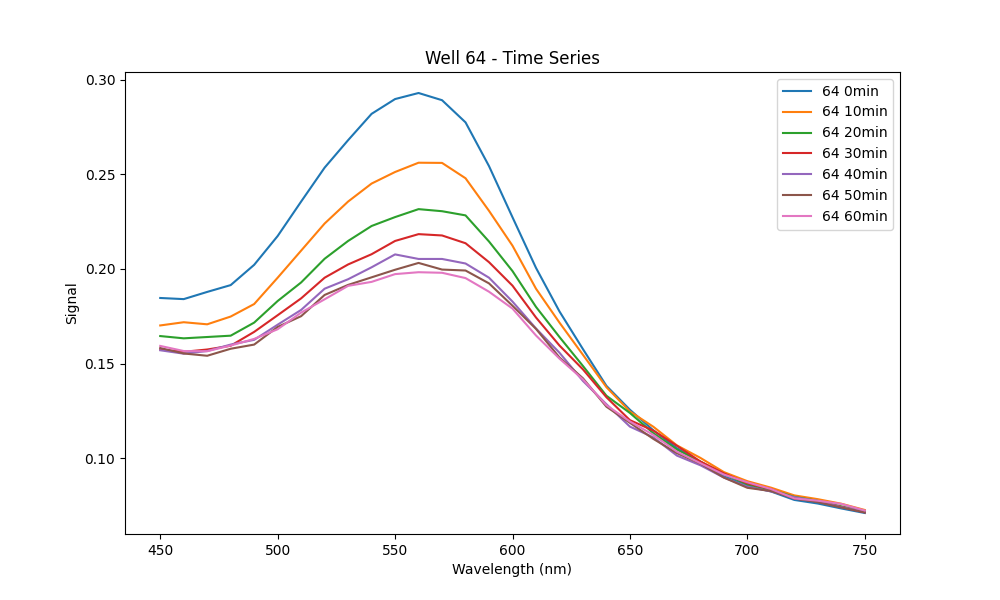 Well 64 - Time Series
Signal
0.30
0.25
0.20
0.15
0.10
64 0min
64 10min
64 20min
64 30min
64 40min
64 50min
64 60min
450 500 550 600 650 700 750
Wavelength (nm)